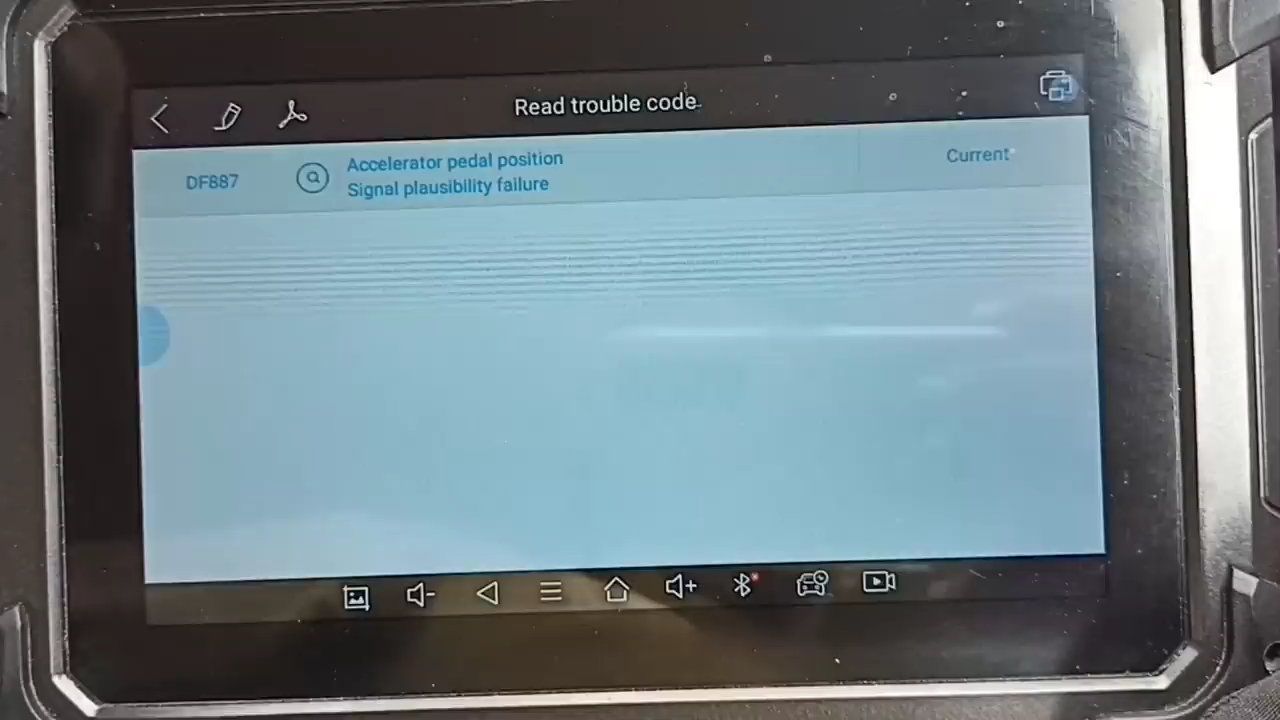 Read trouble code
DF887
Accelerator pedal position
Signal plausibility failure
Current